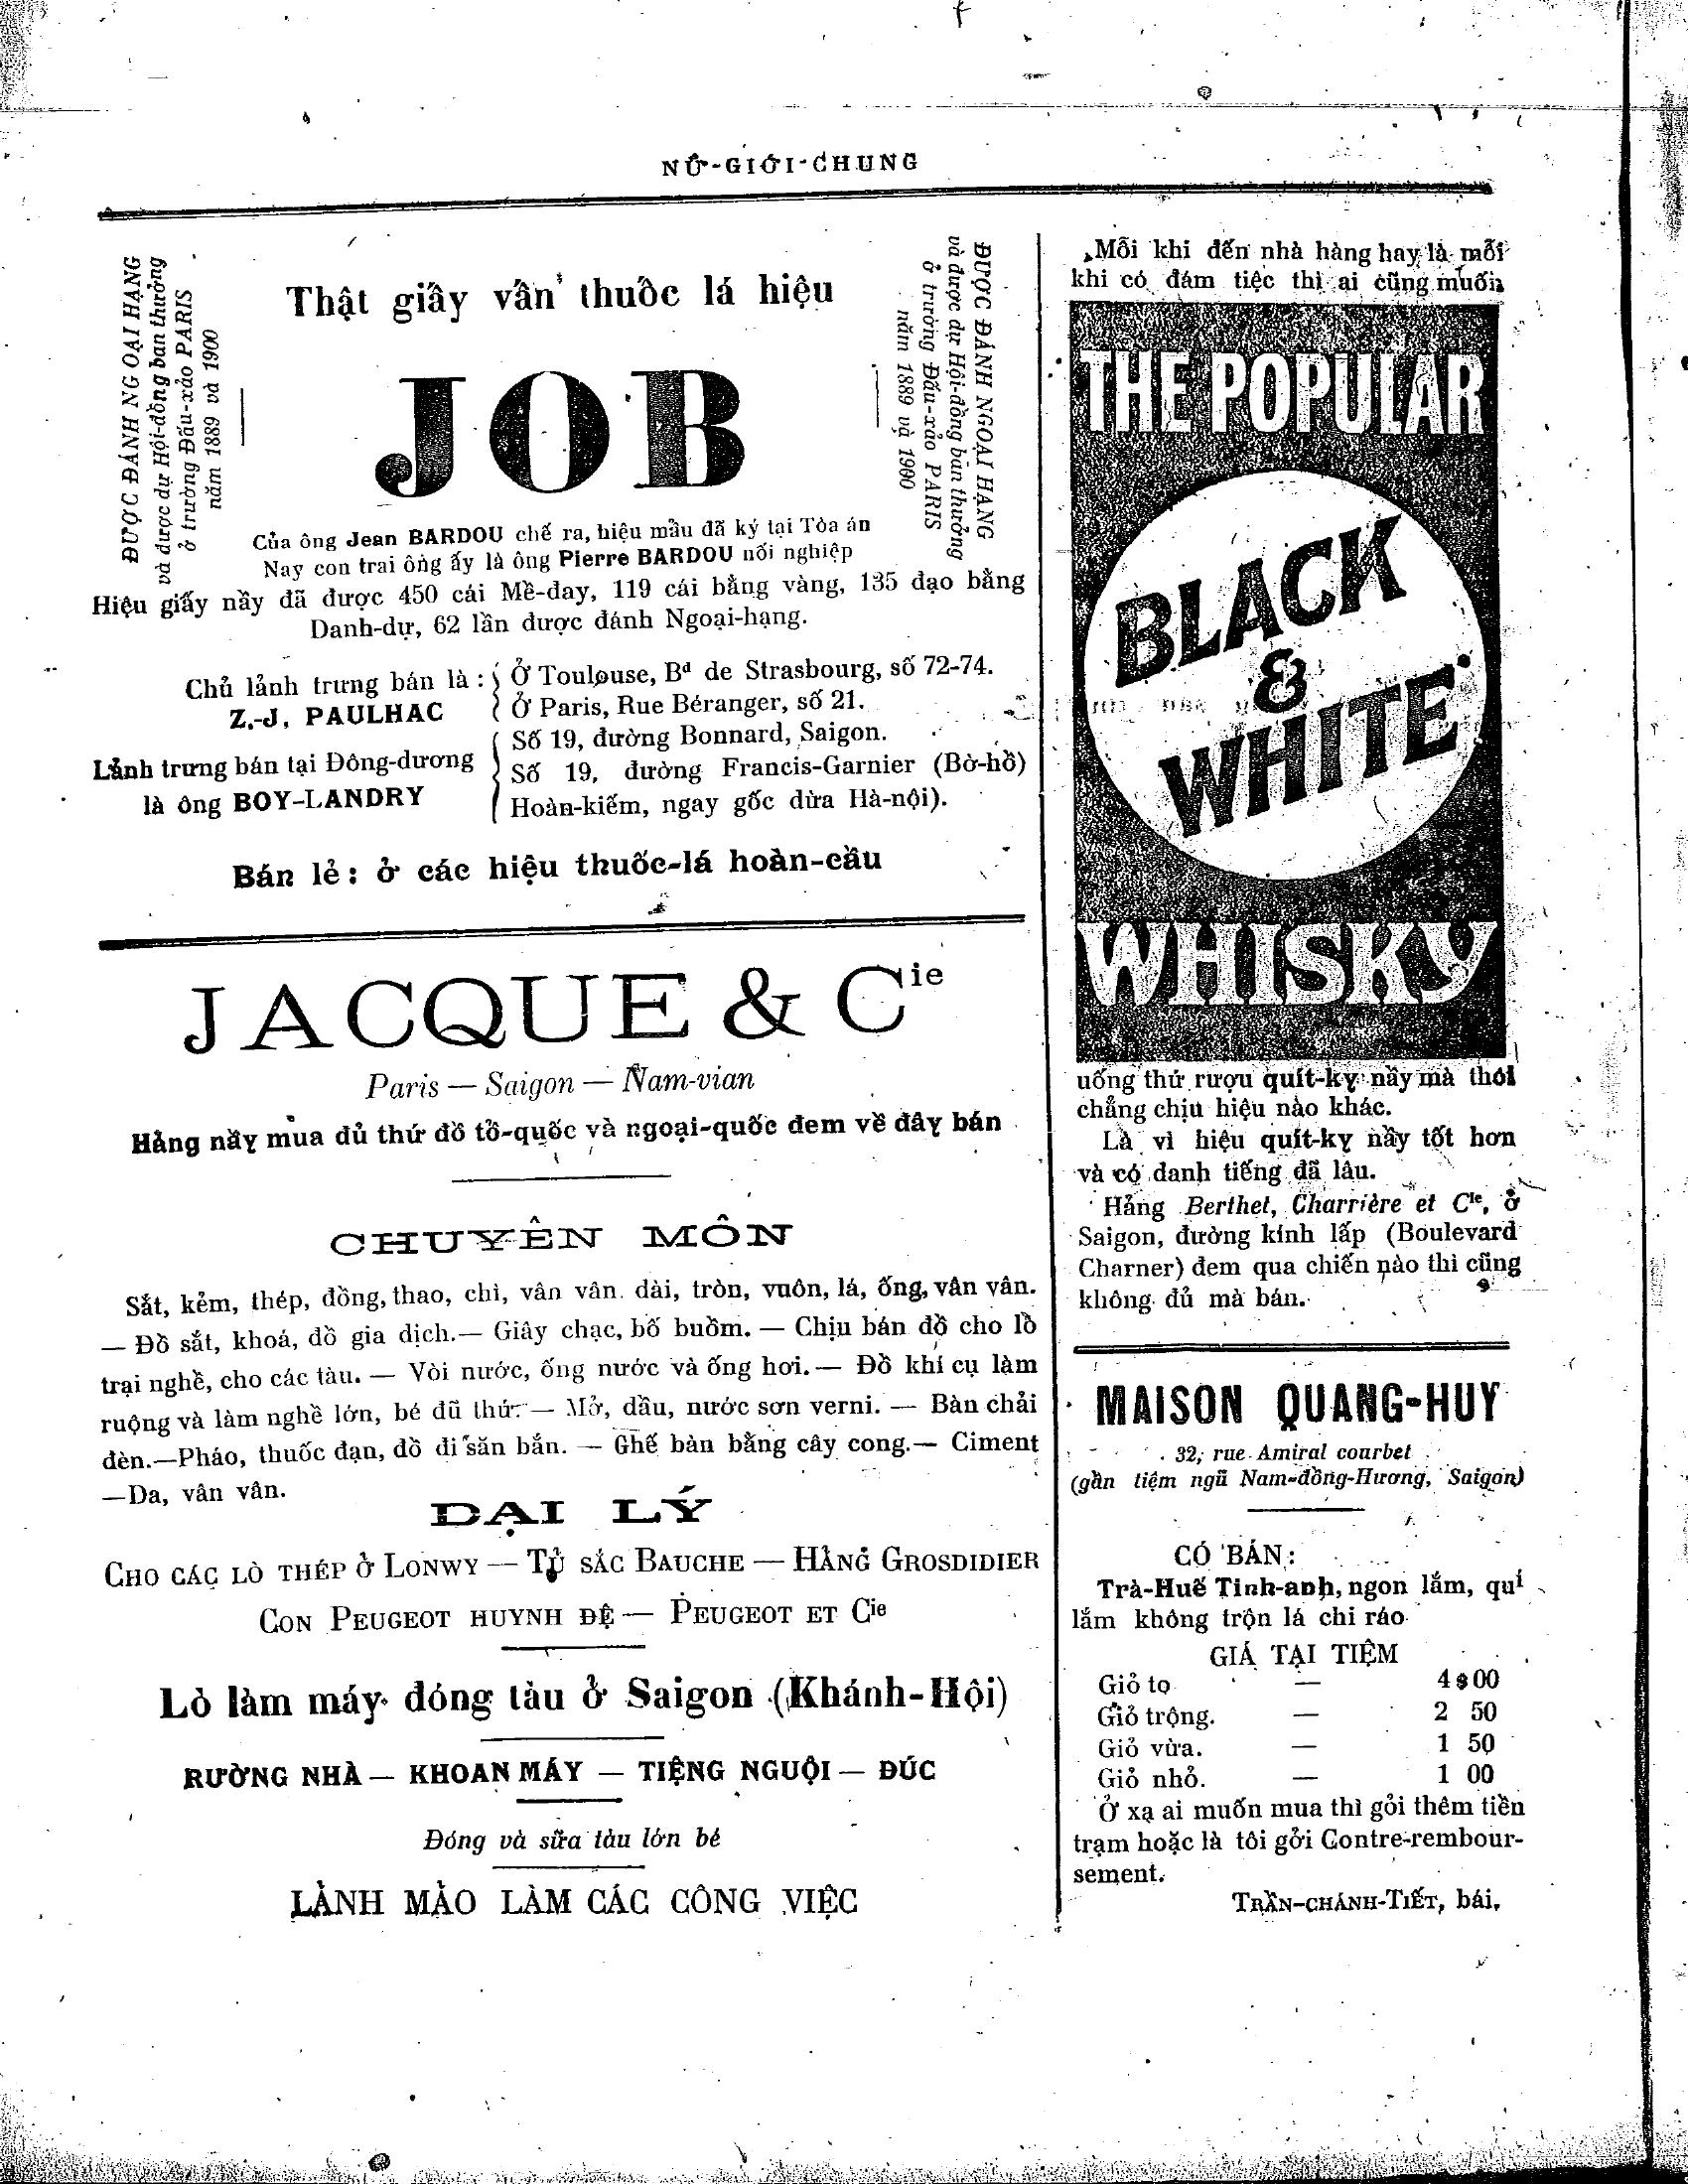 NỮ-GIỚI-CHUNG
ĐƯỢC ĐÁNH NGOẠI HẠNG
và được dự Hội-đồng ban thưởng
ở trường Đấu-xảo PARIS
năm 1889 và 1900
Thật giấy vấn thuốc lá hiệu
JOB
ĐƯỢC ĐÁNH NGOẠI HẠNG
và được dự Hội-đồng ban thưởng
ở trường Đấu-xảo PARIS
năm 1889 và 1900
Của ông Jean BARDOU chế ra, hiệu mầu đã ký tại Tòa án
Nay con trai ông ấy là ông Pierre BARDOU nối nghiệp
Hiệu giấy nầy đã được 450 cái Mề-đay, 119 cái bằng vàng, 135 đạo bằng
Danh-dự, 62 lần được đánh Ngoại-hạng.
Chủ lảnh trưng bán là :
Z.-J. PAULHAC
Ở Toulouse, Bd de Strasbourg, số 72-74.
Ở Paris, Rue Béranger, số 21.
Lảnh trưng bán tại Đông-dương
là ông BOY-LANDRY
Số 19, đường Bonnard, Saigon.
Số 19, đường Francis-Garnier (Bờ-hồ)
Hoàn-kiếm, ngay gốc dừa Hà-nội).
Bán lẻ : ở các hiệu thuốc-lá hoàn-cầu
JACQUE & Cie
Paris — Saigon — Nam-vian
Hảng nầy mua đủ thứ đồ tổ-quốc và ngoại-quốc đem về đây bán
CHUYÊN MÔN
Sắt, kẻm, thép, đồng, thao, chì, vân vân. dài, tròn, vuôn, lá, ống, vân vân.
— Đồ sắt, khoá, đồ gia dịch.— Giây chạc, bố buồm. — Chịu bán đồ cho lò
trại nghề, cho các tàu. — Vòi nước, ống nước và ống hơi. — Đồ khí cụ làm
ruộng và làm nghề lớn, bé đũ thứ. — Mở, dầu, nước sơn verni. — Bàn chải
đèn.—Pháo, thuốc đạn, đồ đi săn bắn. — Ghế bàn bằng cây cong.— Ciment
—Da, vân vân.
DẠI LÝ
CHO CÁC LÒ THÉP Ở LONWY — TỦ SẮC BAUCHE — HẢNG GROSDIDIER
CON PEUGEOT HUYNH ĐỆ — PEUGEOT ET Cie
Lò làm máy đóng tàu ở Saigon (Khánh-Hội)
RƯỜNG NHÀ — KHOAN MÁY — TIỆNG NGUỘI — ĐÚC
Đóng và sữa tàu lớn bé
LẢNH MẢO LÀM CÁC CÔNG VIỆC
Mỗi khi đến nhà hàng hay là mỗi
khi có đám tiệc thì ai cũng muốn
THE POPULAR
BLACK
&
WHITE
WHISKY
uống thứ rượu quít-ky nầy mà thôi
chẳng chịu hiệu nào khác.
Là vì hiệu quít-ky nầy tốt hơn
và có danh tiếng đã lâu.
Hảng Berthet, Charrière et Cie, ở
Saigon, đường kinh lấp (Boulevard
Charner) đem qua chiến nào thì cũng
không đủ mà bán.
MAISON QUANG-HUY
32, rue Amiral courbet
(gần tiệm ngũ Nam-đồng-Hương, Saigon)
CÓ BÁN :
Trà-Huế Tinh-anh, ngon lắm, quí
lắm không trộn lá chi ráo
GIÁ TẠI TIỆM
Giỏ to — 4$00
Giỏ trộng. — 2 50
Giỏ vừa. — 1 50
Giỏ nhỏ. — 1 00
Ở xạ ai muốn mua thì gỏi thêm tiền
trạm hoặc là tôi gởi Contre-rembour-
sement.
TRẦN-CHÁNH-TIẾT, bái.